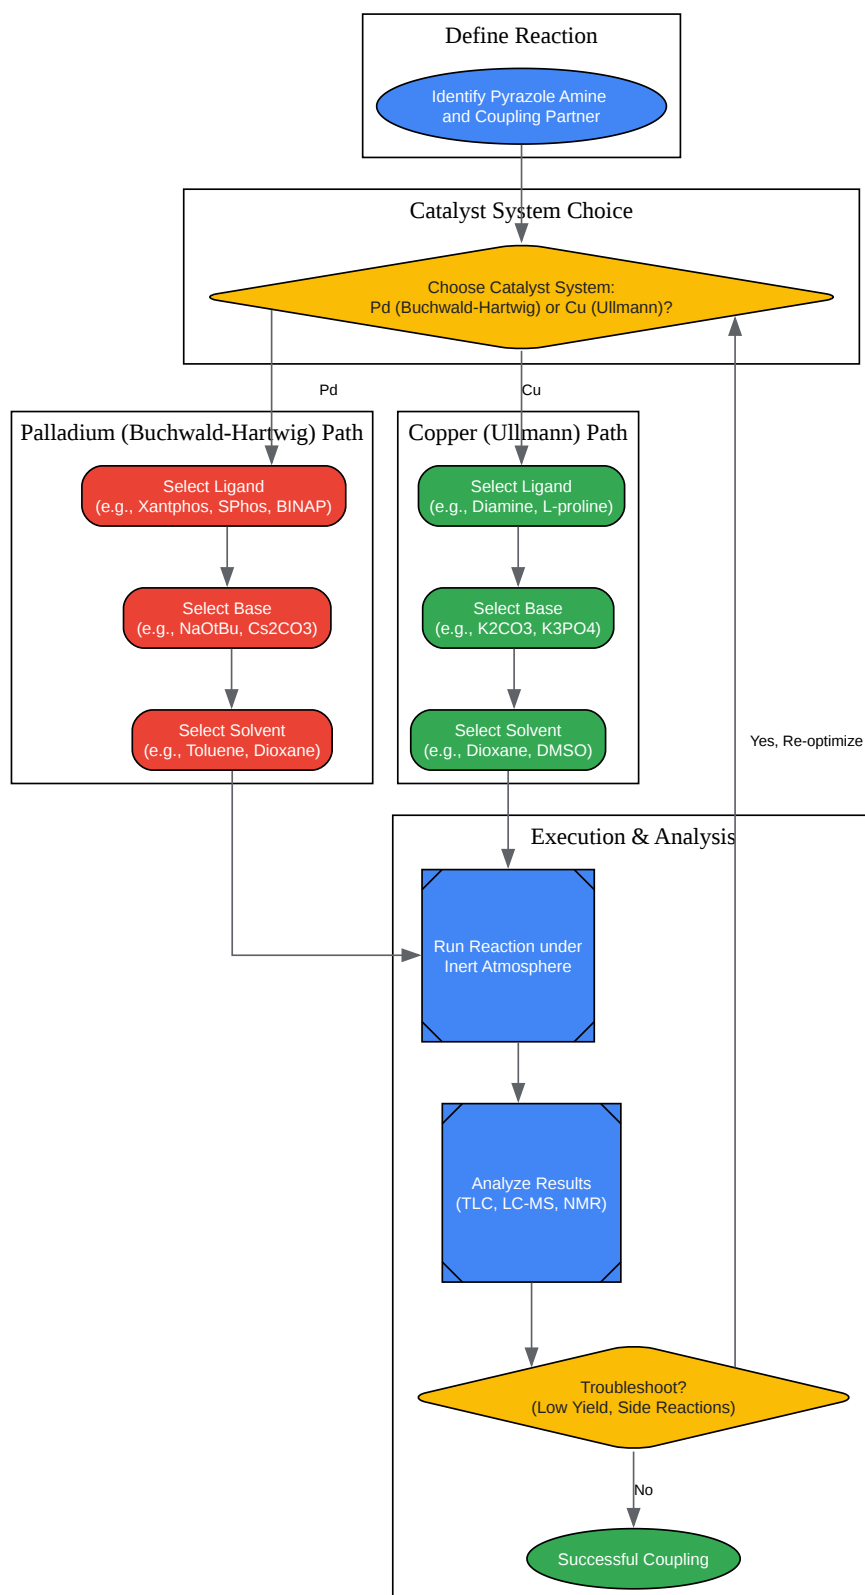 Define Reaction
Identify Pyrazole Amine
and Coupling Partner
Catalyst System Choice
Choose Catalyst System:
Pd (Buchwald-Hartwig) or Cu (Ullmann)?
Pd
Cu
Palladium (Buchwald-Hartwig) Path
Select Ligand
(e.g., Xantphos, SPhos, BINAP)
Select Base
(e.g., NaOtBu, Cs2CO3)
Select Solvent
(e.g., Toluene, Dioxane)
Copper (Ullmann) Path
Select Ligand
(e.g., Diamine, L-proline)
Select Base
(e.g., K2CO3, K3PO4)
Select Solvent
(e.g., Dioxane, DMSO)
Yes, Re-optimize
Execution & Analysis
Run Reaction under
Inert Atmosphere
Analyze Results
(TLC, LC-MS, NMR)
Troubleshoot?
(Low Yield, Side Reactions)
No
Successful Coupling